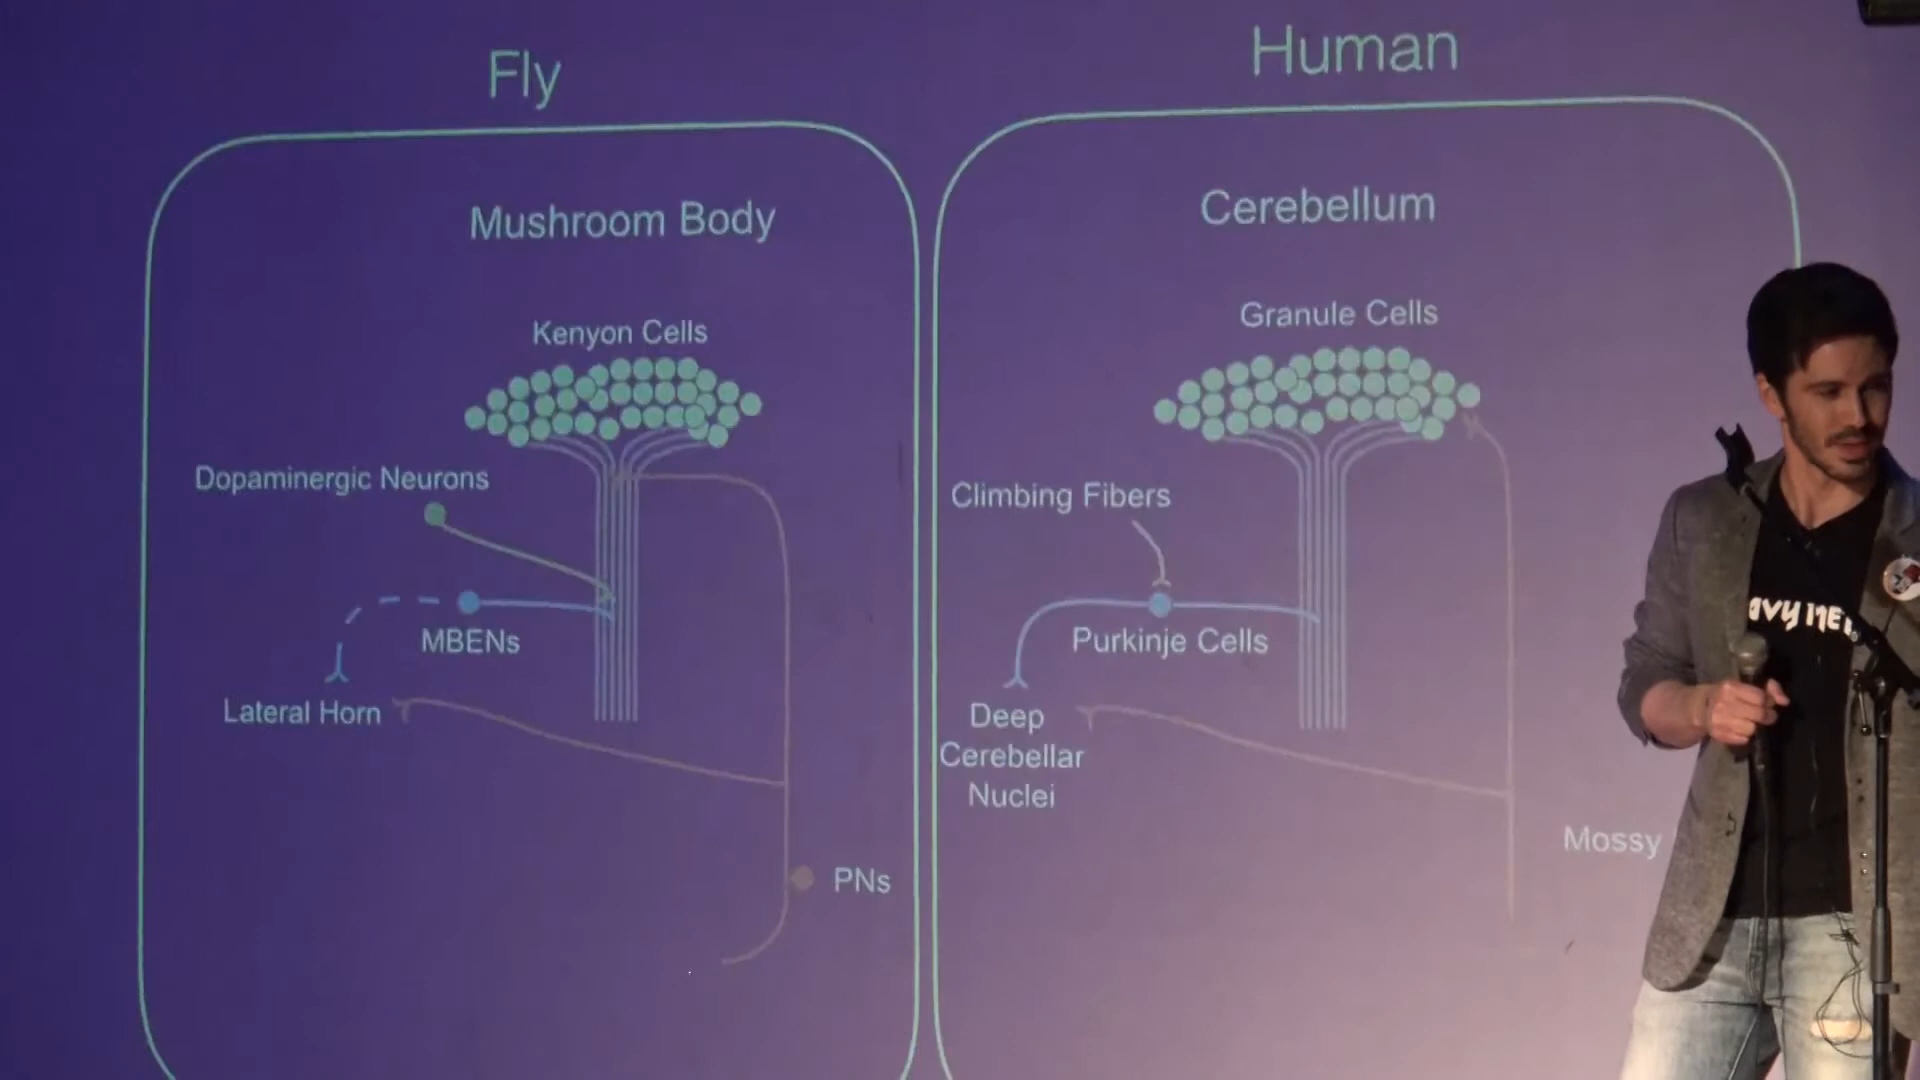 Fly
Mushroom Body
Kenyon Cells
Dopaminergic Neurons
MBENs
Lateral Horn
PNs
Human
Cerebellum
Granule Cells
Climbing Fibers
Purkinje Cells
Deep
Cerebellar
Nuclei
Mossy